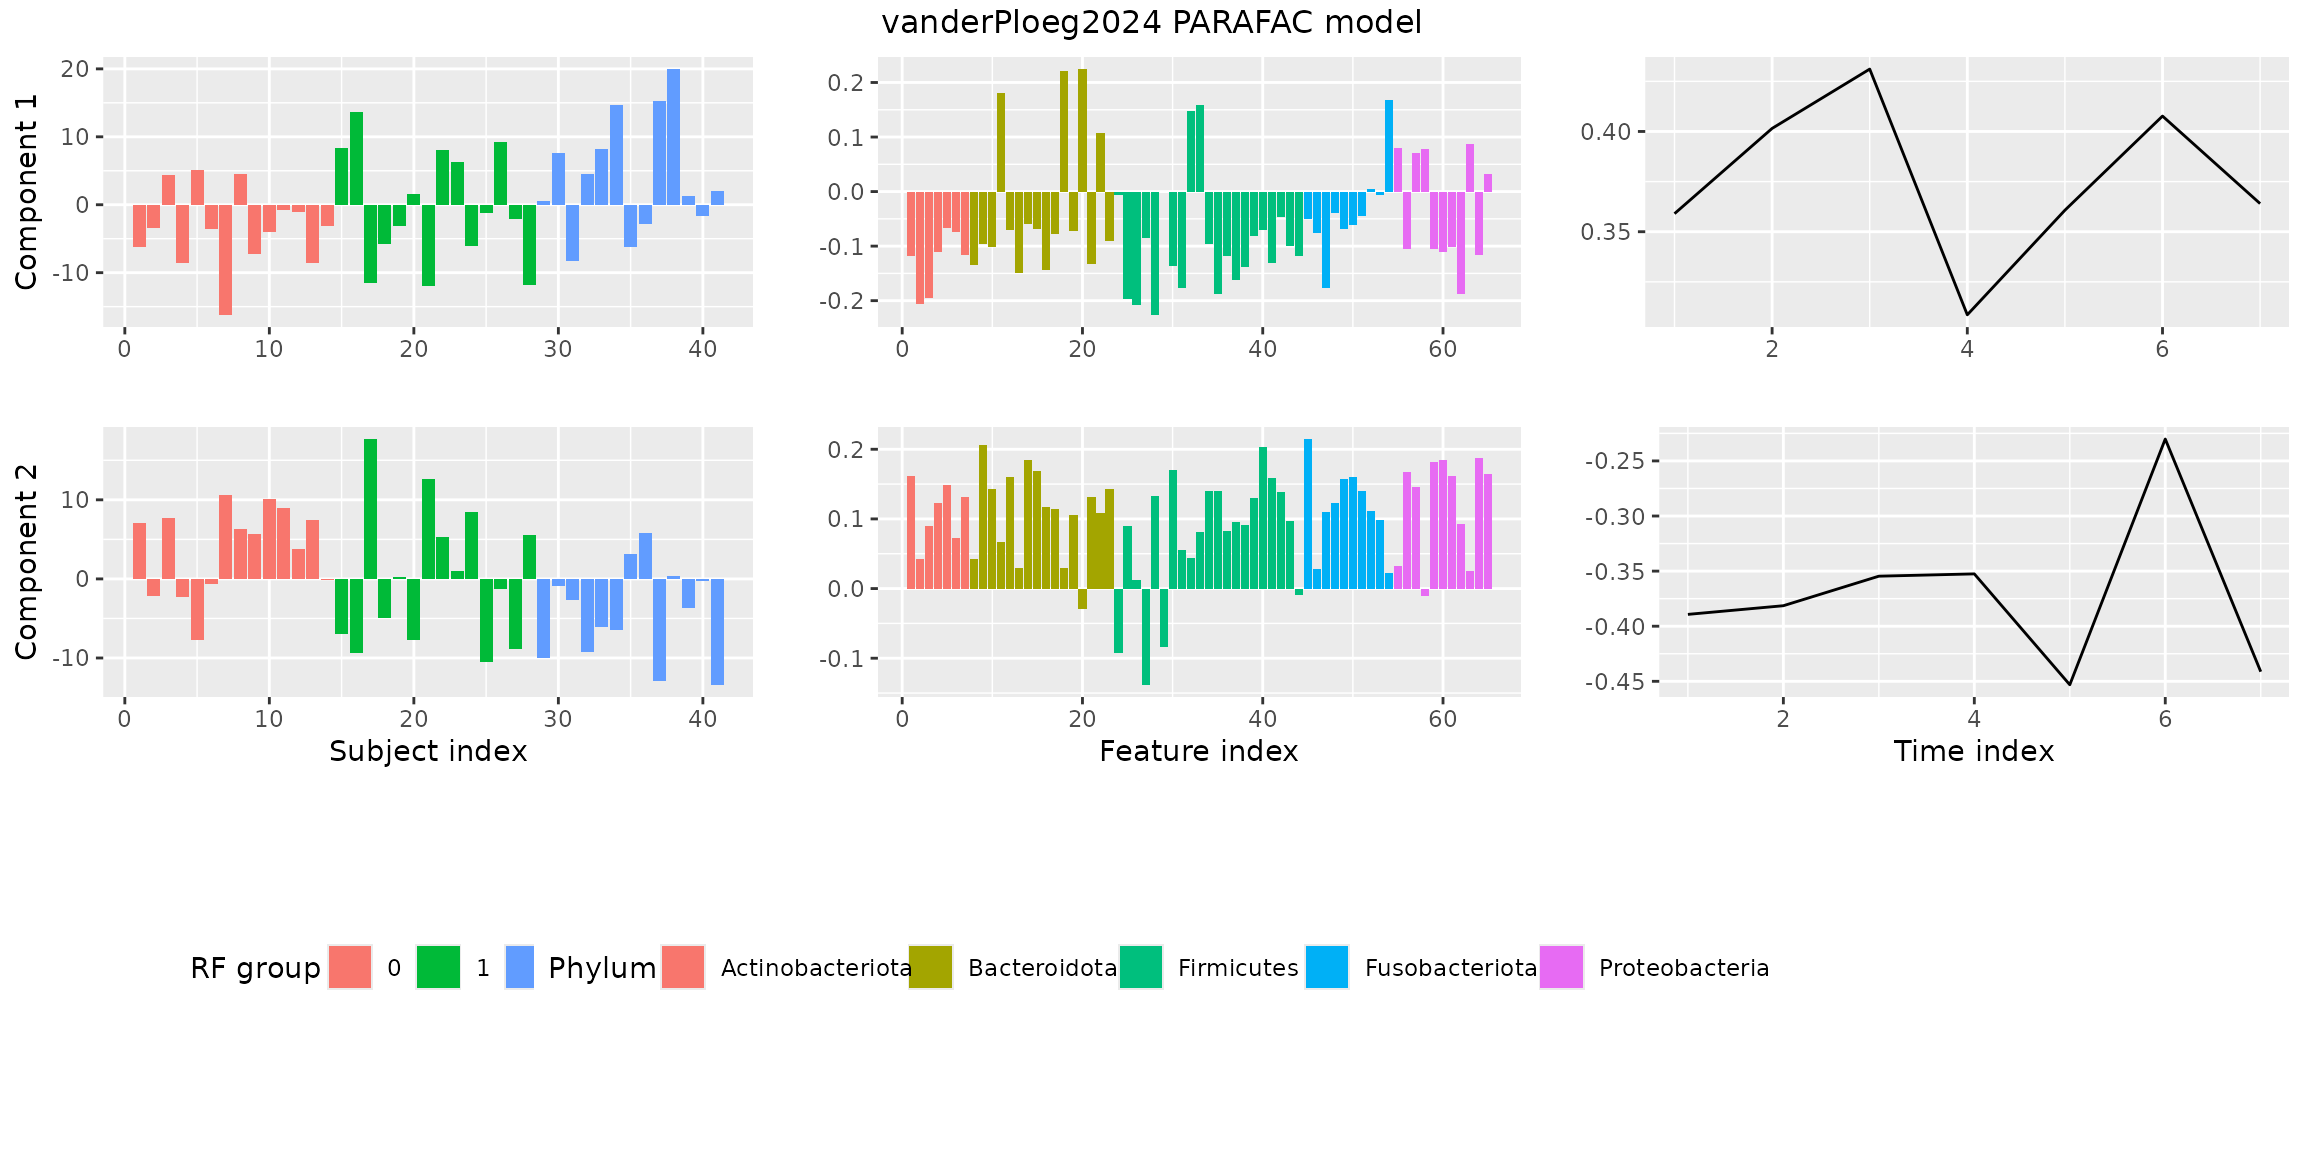 vanderPloeg2024 PARAFAC model
Component 1
20
10
0
-10
0 10 20 30 40
0.2
0.1
0.0
-0.1
-0.2
0 20 40 60
0.40
0.35
2 4 6
Component 2
10
0
-10
0 10 20 30 40
Subject index
0.2
0.1
0.0
-0.1
0 20 40 60
Feature index
-0.25
-0.30
-0.35
-0.40
-0.45
2 4 6
Time index
RF group 0 1 Phylum Actinobacteriota Bacteroidota Firmicutes Fusobacteriota Proteobacteria